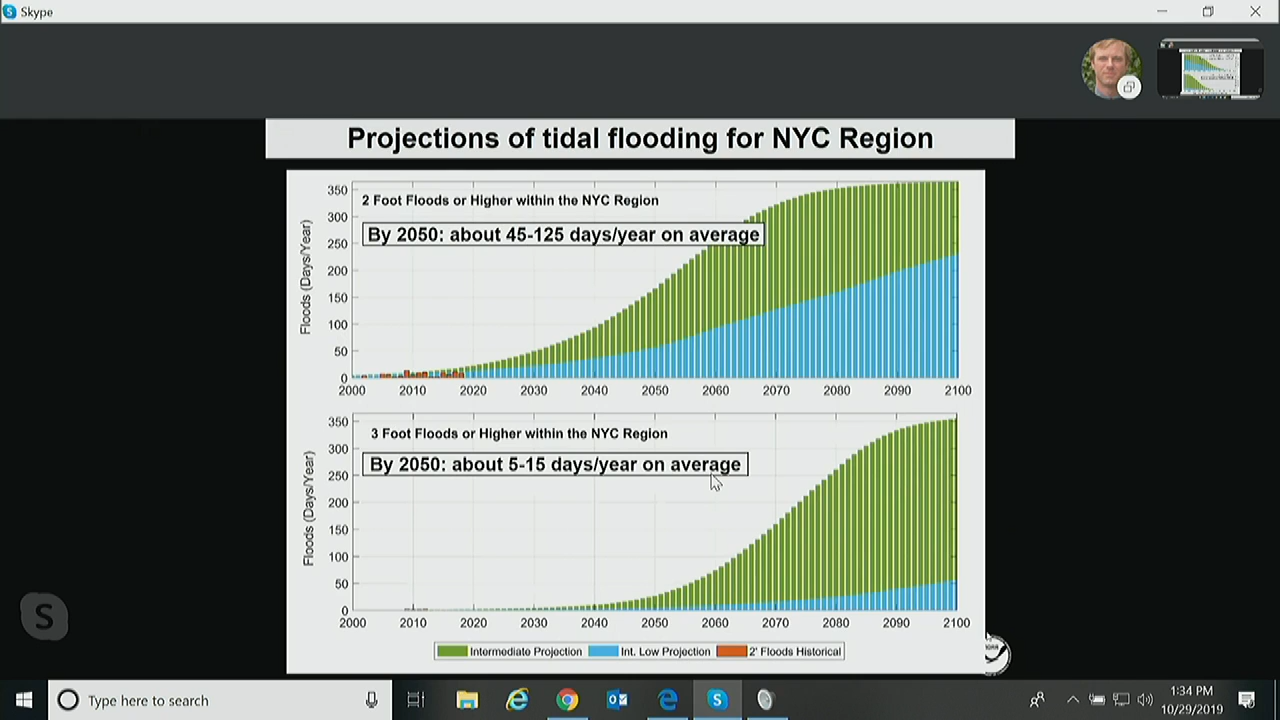 Skype
Projections of tidal flooding for NYC Region
2 Foot Floods or Higher within the NYC Region
By 2050: about 45-125 days/year on average
Floods (Days/Year)
350
300
250
200
150
100
50
0
2000 2010 2020 2030 2040 2050 2060 2070 2080 2090 2100
3 Foot Floods or Higher within the NYC Region
By 2050: about 5-15 days/year on average
Floods (Days/Year)
350
300
250
200
150
100
50
0
2000 2010 2020 2030 2040 2050 2060 2070 2080 2090 2100
Intermediate Projection Int. Low Projection 2' Floods Historical
Type here to search
1:34 PM
10/29/2019